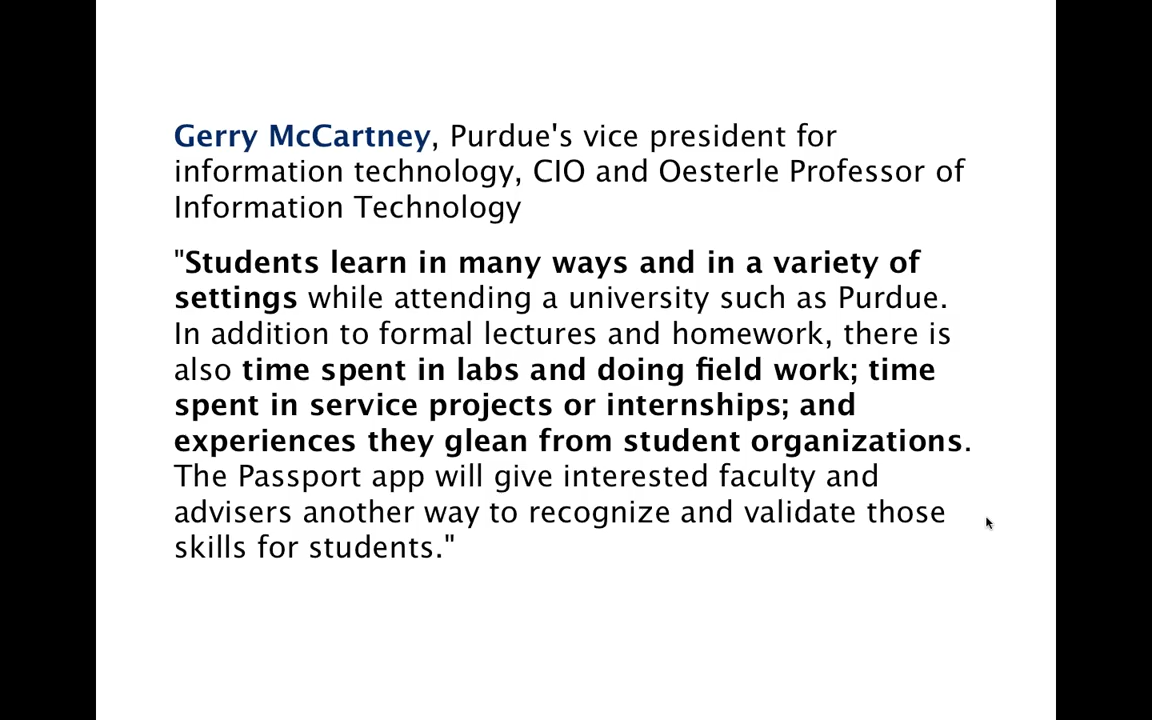 Gerry McCartney, Purdue's vice president for
information technology, CIO and Oesterle Professor of
Information Technology
"Students learn in many ways and in a variety of
settings while attending a university such as Purdue.
In addition to formal lectures and homework, there is
also time spent in labs and doing field work; time
spent in service projects or internships; and
experiences they glean from student organizations.
The Passport app will give interested faculty and
advisers another way to recognize and validate those
skills for students."